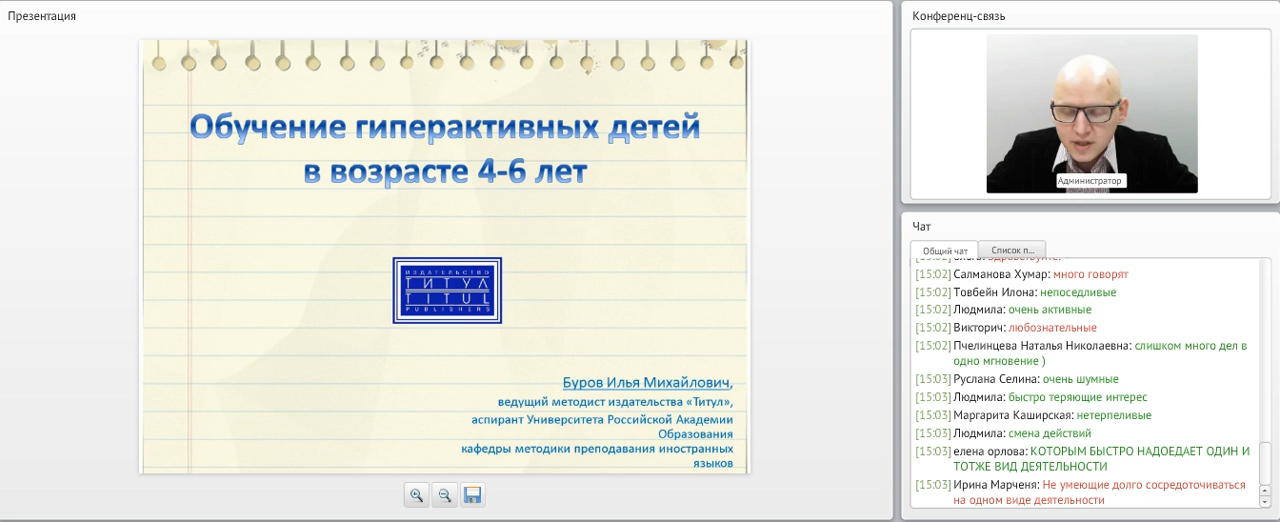 Презентация
Обучение гиперактивных детей
в возрасте 4-6 лет
ИЗДАТЕЛЬСТВО
ТИТУЛ
TITUL
PUBLISHERS
Буров Илья Михайлович,
ведущий методист издательства «Титул»,
аспирант Университета Российской Академии
Образования
кафедры методики преподавания иностранных
языков
Конференц-связь
Администратор
Чат
Общий чат
Список п...
[15:02] Салманова Хумар: много говорят
[15:02] Товбейн Илона: непоседливые
[15:02] Людмила: очень активные
[15:02] Викторич: любознательные
[15:02] Пчелинцева Наталья Николаевна: слишком много дел в
одно мгновение )
[15:03] Руслана Селина: очень шумные
[15:03] Людмила: быстро теряющие интерес
[15:03] Маргарита Каширская: нетерпеливые
[15:03] Людмила: смена действий
[15:03] елена орлова: КОТОРЫМ БЫСТРО НАДОЕДАЕТ ОДИН И
ТОТЖЕ ВИД ДЕЯТЕЛЬНОСТИ
[15:03] Ирина Марченя: Не умеющие долго сосредоточиваться
на одном виде деятельности